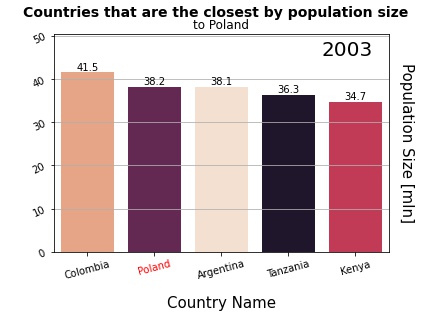 Countries that are the closest by population size
to Poland
2003
50
40
30
20
10
0
41.5
38.2
38.1
36.3
34.7
Colombia
Poland
Argentina
Tanzania
Kenya
Country Name
Population Size [mln]